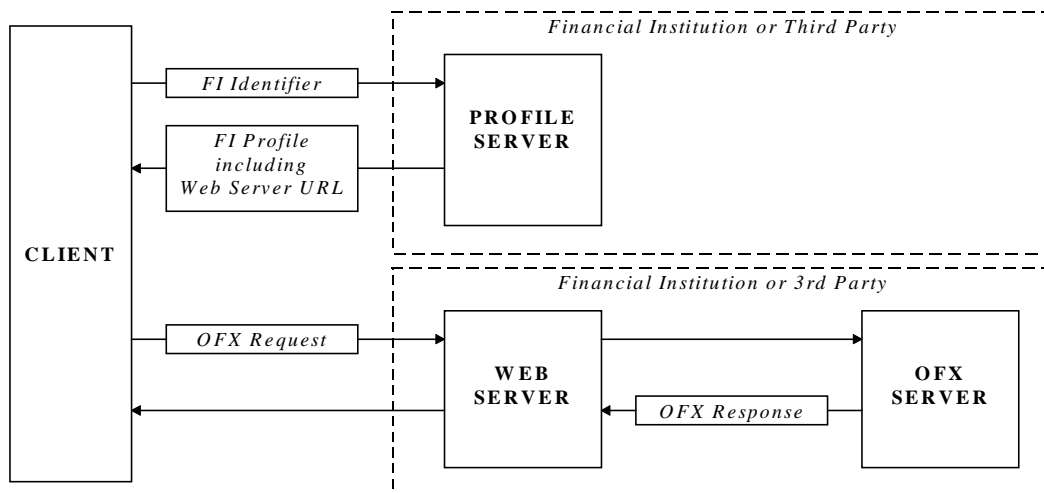 Financial Institution or Third Party
FI Identifier
PROFILE
SERVER
FI Profile
including
Web Server URL
CLIENT
Financial Institution or 3rd Party
OFX Request
WEB
SERVER
OFX
SERVER
OFX Response